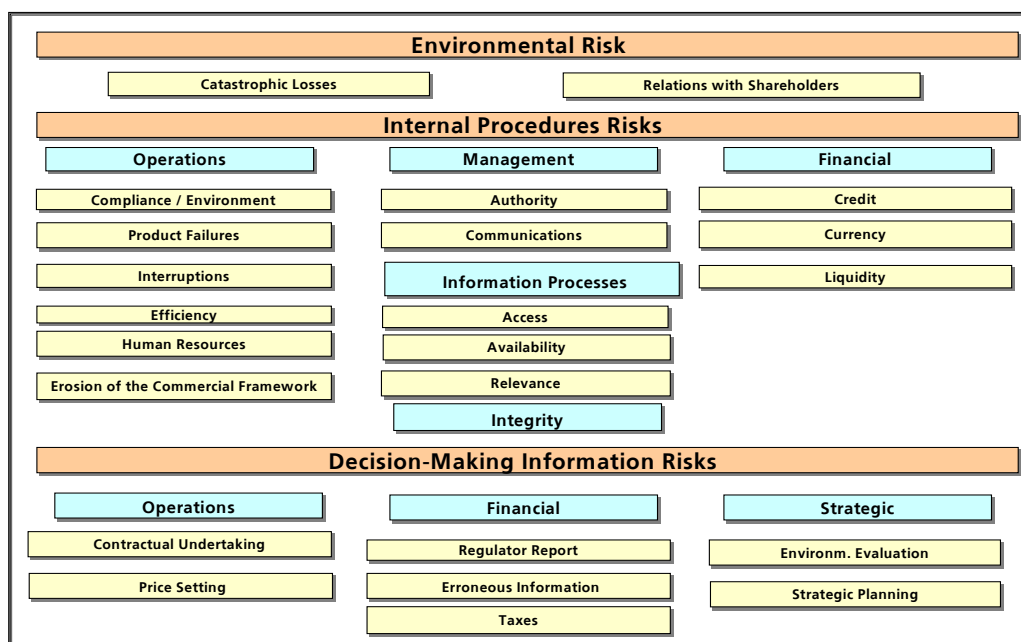 Environmental Risk
Catastrophic Losses
Relations with Shareholders
Internal Procedures Risks
Operations
Compliance / Environment
Product Failures
Interruptions
Efficiency
Human Resources
Erosion of the Commercial Framework
Management
Authority
Communications
Information Processes
Access
Availability
Relevance
Integrity
Financial
Credit
Currency
Liquidity
Decision-Making Information Risks
Operations
Contractual Undertaking
Price Setting
Financial
Regulator Report
Erroneous Information
Taxes
Strategic
Environm. Evaluation
Strategic Planning